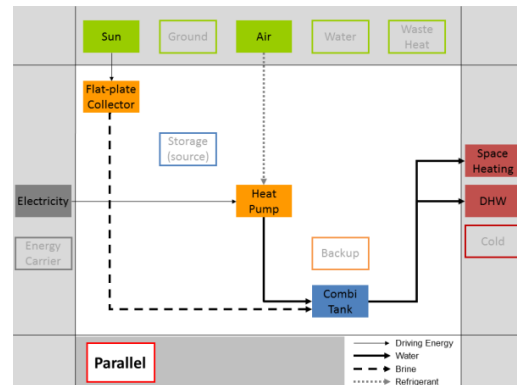 Sun
Ground
Air
Water
Waste
Heat
Flat-plate
Collector
Storage
(source)
Space
Heating
Electricity
Heat
Pump
DHW
Energy
Carrier
Backup
Cold
Combi
Tank
Parallel
Driving Energy
Water
Brine
Refrigerant